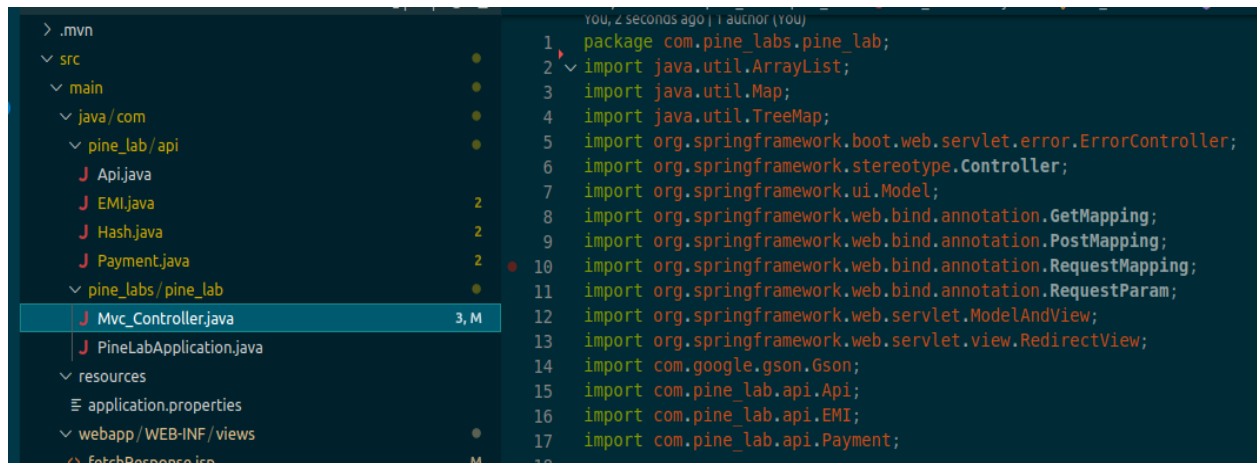 .mvn
src
main
java/com
pine_lab/api
J Api.java
J EMI.java 2
J Hash.java 2
J Payment.java 2
pine_labs/pine_lab
J Mvc_Controller.java 3, M
J PineLabApplication.java
resources
application.properties
webapp/WEB-INF/views
fetchResponse.jsp M
You, 2 seconds ago | 1 author (You)
1 package com.pine_labs.pine_lab;
2 import java.util.ArrayList;
3 import java.util.Map;
4 import java.util.TreeMap;
5 import org.springframework.boot.web.servlet.error.ErrorController;
6 import org.springframework.stereotype.Controller;
7 import org.springframework.ui.Model;
8 import org.springframework.web.bind.annotation.GetMapping;
9 import org.springframework.web.bind.annotation.PostMapping;
10 import org.springframework.web.bind.annotation.RequestMapping;
11 import org.springframework.web.bind.annotation.RequestParam;
12 import org.springframework.web.servlet.ModelAndView;
13 import org.springframework.web.servlet.view.RedirectView;
14 import com.google.gson.Gson;
15 import com.pine_lab.api.Api;
16 import com.pine_lab.api.EMI;
17 import com.pine_lab.api.Payment;